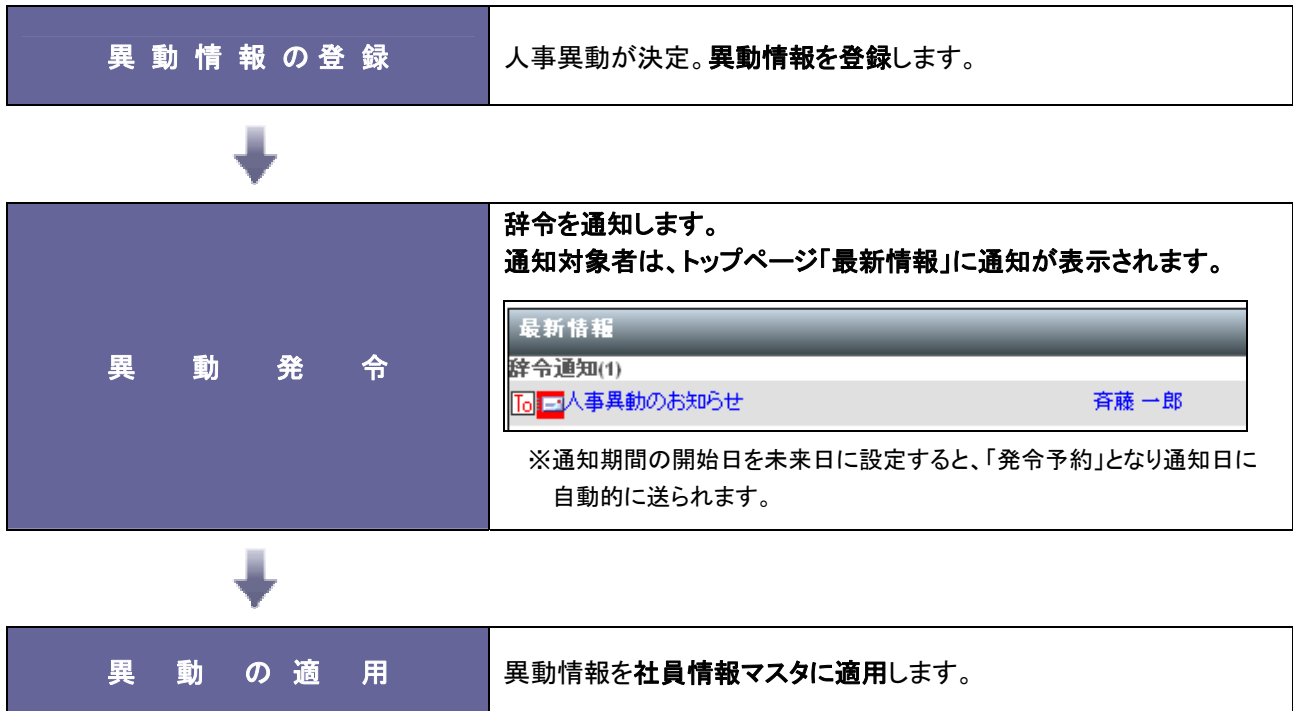 異動情報の登録
人事異動が決定。異動情報を登録します。
辞令を通知します。
通知対象者は、トップページ「最新情報」に通知が表示されます。
異動発令
最新情報
辞令通知(1)
To 人事異動のお知らせ 斉藤 一郎
※通知期間の開始日を未来日に設定すると、「発令予約」となり通知日に
自動的に送られます。
異動の適用
異動情報を社員情報マスタに適用します。